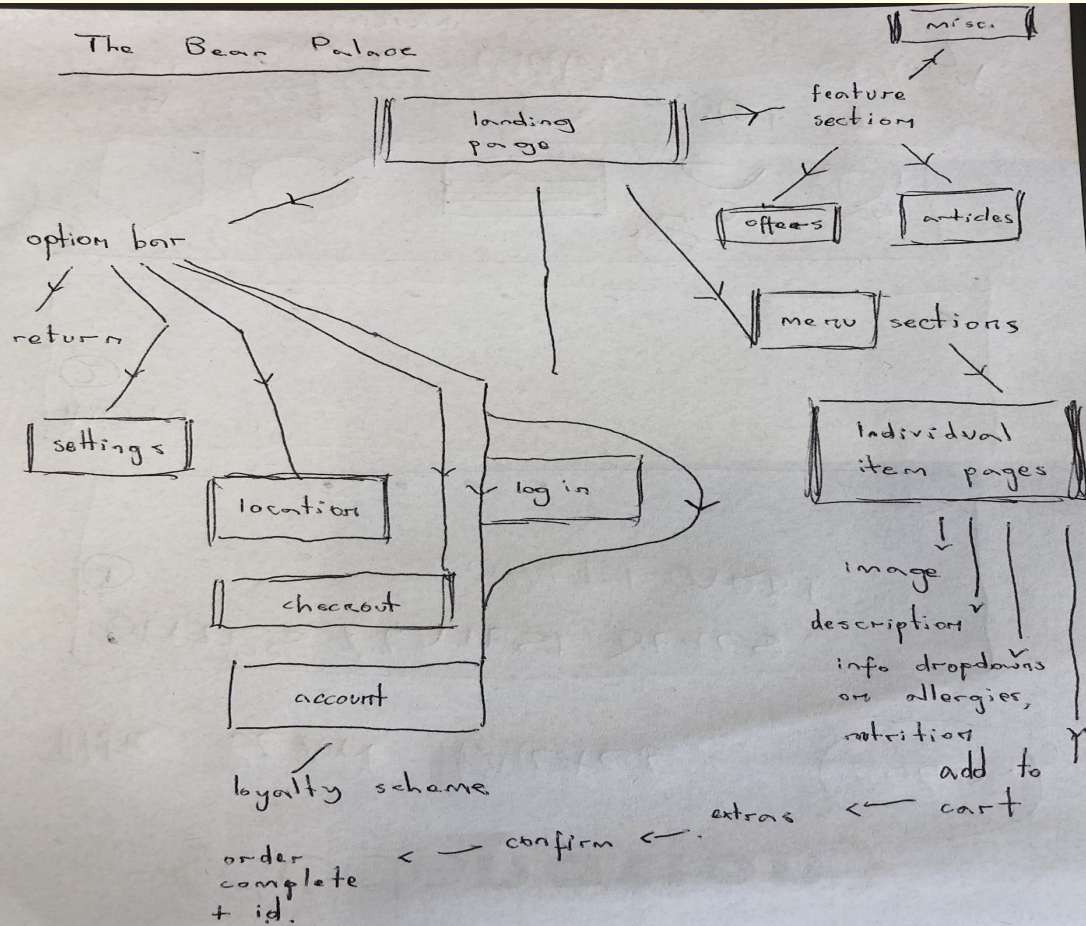 The Bean Palace
misc.
landing
page
feature
section
offers
articles
option bar
return
menu sections
settings
location
log in
Individual
item pages
checkout
image
description
account
info dropdowns
on allergies,
nutrition
add to
cart
loyalty scheme
extras
confirm
order
complete
+ id.